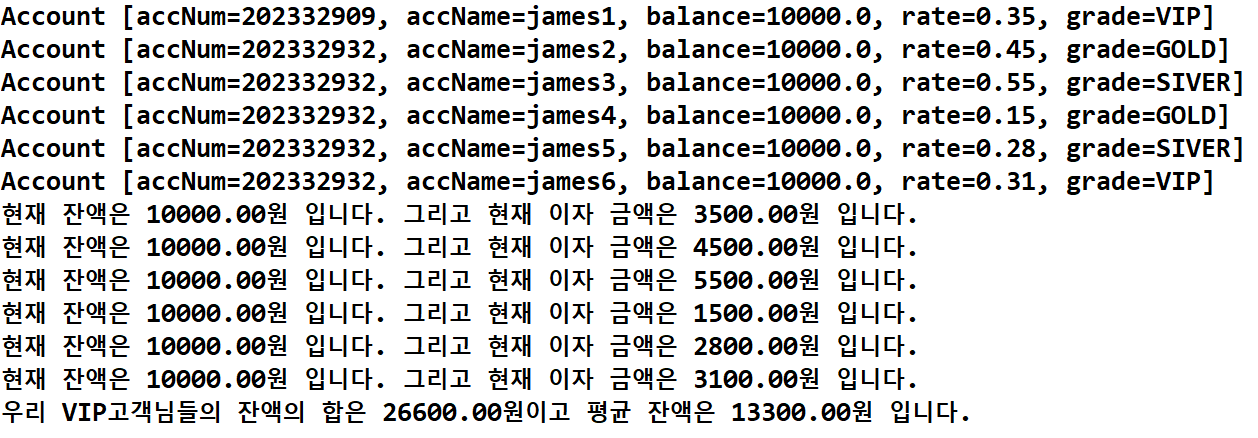 Account [accNum=202332909, accName=james1, balance=10000.0, rate=0.35, grade=VIP]
Account [accNum=202332932, accName=james2, balance=10000.0, rate=0.45, grade=GOLD]
Account [accNum=202332932, accName=james3, balance=10000.0, rate=0.55, grade=SIVER]
Account [accNum=202332932, accName=james4, balance=10000.0, rate=0.15, grade=GOLD]
Account [accNum=202332932, accName=james5, balance=10000.0, rate=0.28, grade=SIVER]
Account [accNum=202332932, accName=james6, balance=10000.0, rate=0.31, grade=VIP]
현재 잔액은 10000.00원 입니다. 그리고 현재 이자 금액은 3500.00원 입니다.
현재 잔액은 10000.00원 입니다. 그리고 현재 이자 금액은 4500.00원 입니다.
현재 잔액은 10000.00원 입니다. 그리고 현재 이자 금액은 5500.00원 입니다.
현재 잔액은 10000.00원 입니다. 그리고 현재 이자 금액은 1500.00원 입니다.
현재 잔액은 10000.00원 입니다. 그리고 현재 이자 금액은 2800.00원 입니다.
현재 잔액은 10000.00원 입니다. 그리고 현재 이자 금액은 3100.00원 입니다.
우리 VIP고객님들의 잔액의 합은 26600.00원이고 평균 잔액은 13300.00원 입니다.